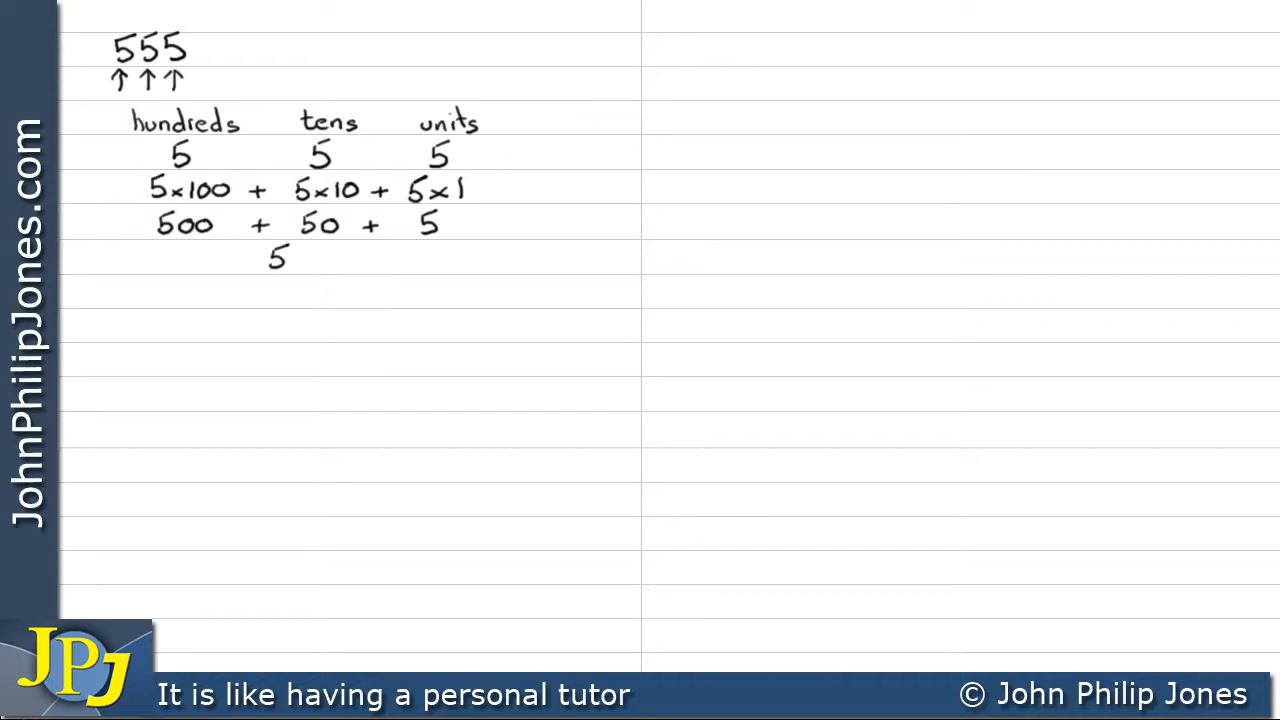 555
↑ ↑ ↑
hundreds tens units
5 5 5
5×100 + 5×10 + 5×1
500 + 50 + 5
5
JohnPhilipJones.com
JPJ
It is like having a personal tutor
© John Philip Jones